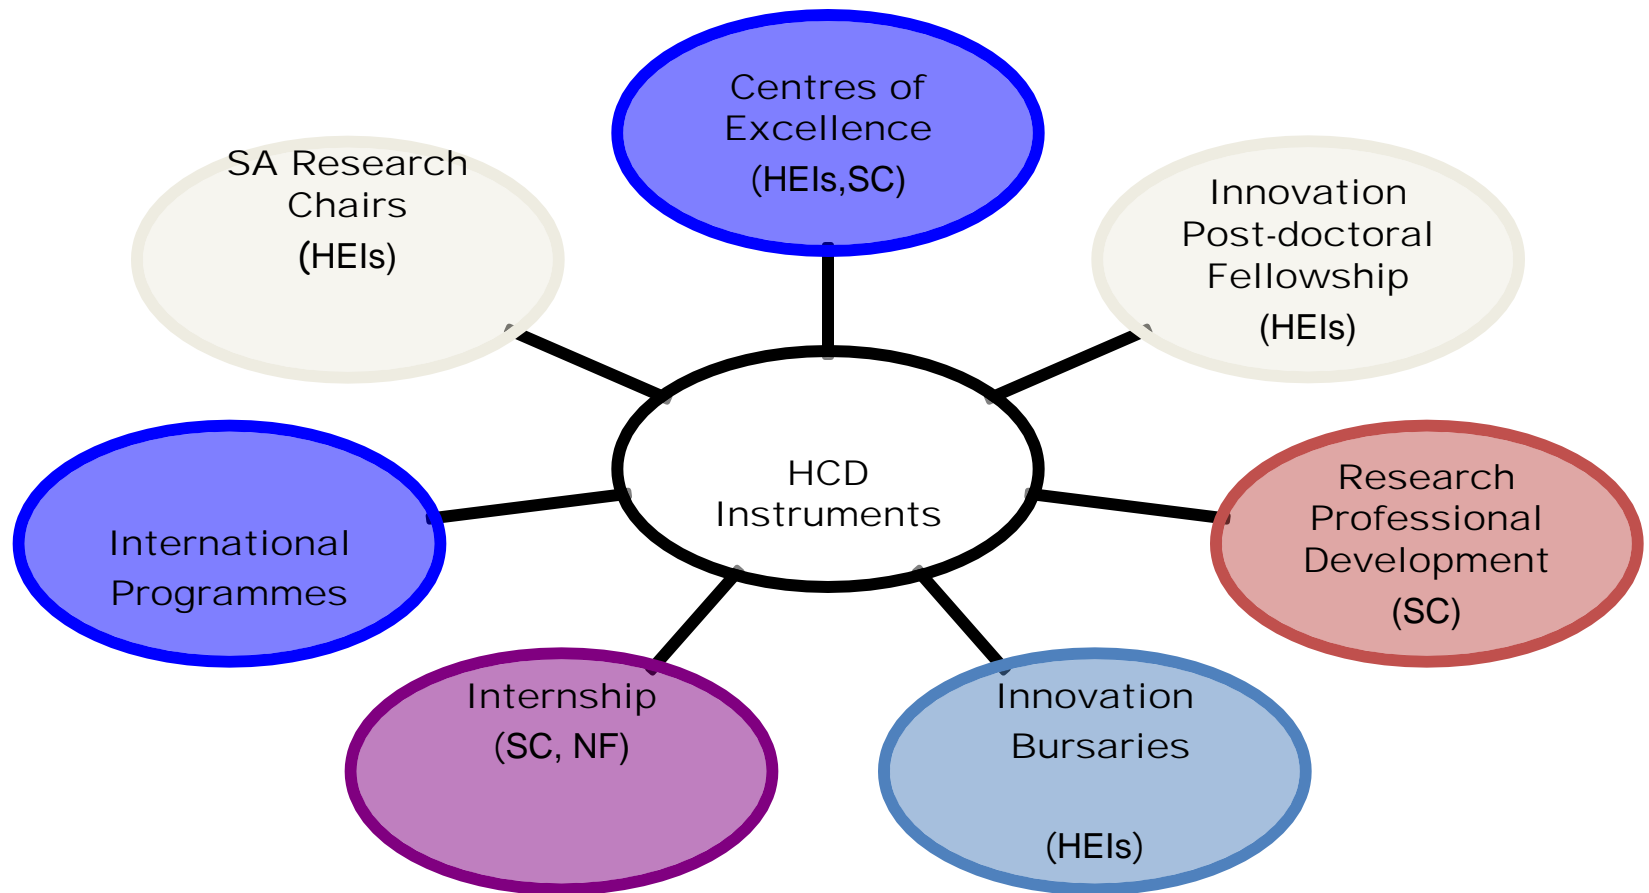 Centres of
Excellence
(HEIs,SC)
SA Research
Chairs
(HEIs)
Innovation
Post-doctoral
Fellowship
(HEIs)
HCD
Instruments
Research
Professional
Development
(SC)
International
Programmes
Internship
(SC, NF)
Innovation
Bursaries
(HEIs)